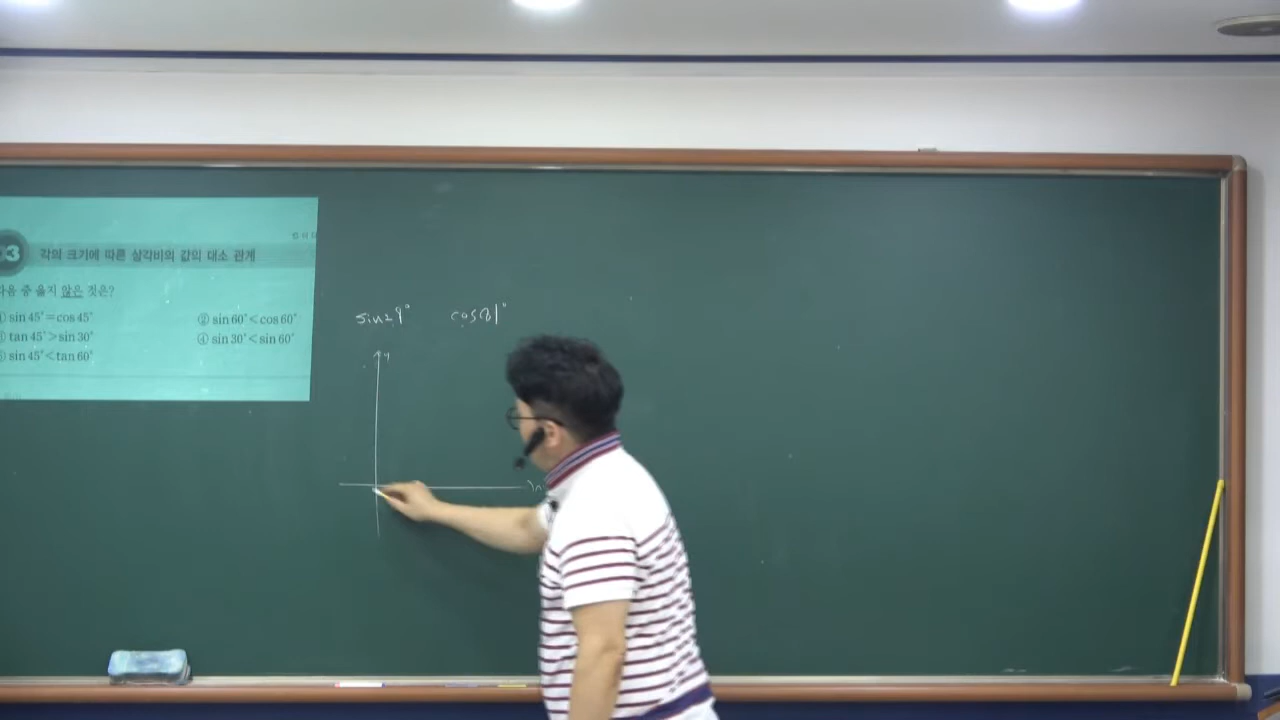 3 각의 크기에 따른 삼각비의 값의 대소 관계
다음 중 옳지 않은 것은?
① sin 45°=cos 45° ② sin 60°<cos 60°
③ tan 45°>sin 30° ④ sin 30°<sin 60°
⑤ sin 45°<tan 60°
sin29° cos81°
y